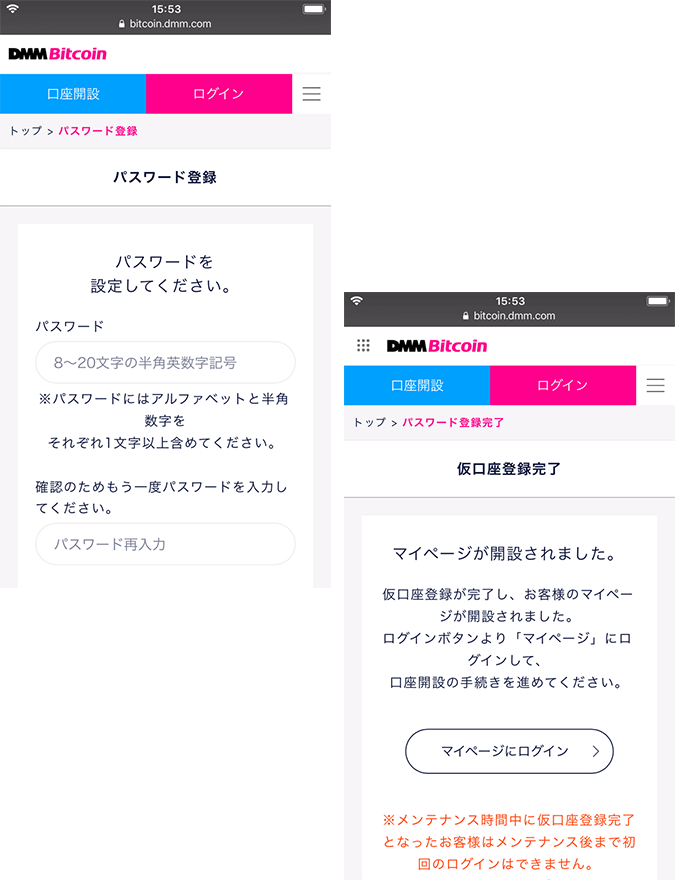 15:53
bitcoin.dmm.com
DMM Bitcoin
口座開設
ログイン
トップ > パスワード登録
パスワード登録
パスワードを
設定してください。
パスワード
8〜20文字の半角英数字記号
※パスワードにはアルファベットと半角
数字を
それぞれ1文字以上含めてください。
確認のためもう一度パスワードを入力し
てください。
パスワード再入力
15:53
bitcoin.dmm.com
DMM Bitcoin
口座開設
ログイン
トップ > パスワード登録完了
仮口座登録完了
マイページが開設されました。
仮口座登録が完了し、お客様のマイペー
ジが開設されました。
ログインボタンより「マイページ」にロ
グインして、
口座開設の手続きを進めてください。
マイページにログイン
※メンテナンス時間中に仮口座登録完了
となったお客様はメンテナンス後まで初
回のログインはできません。